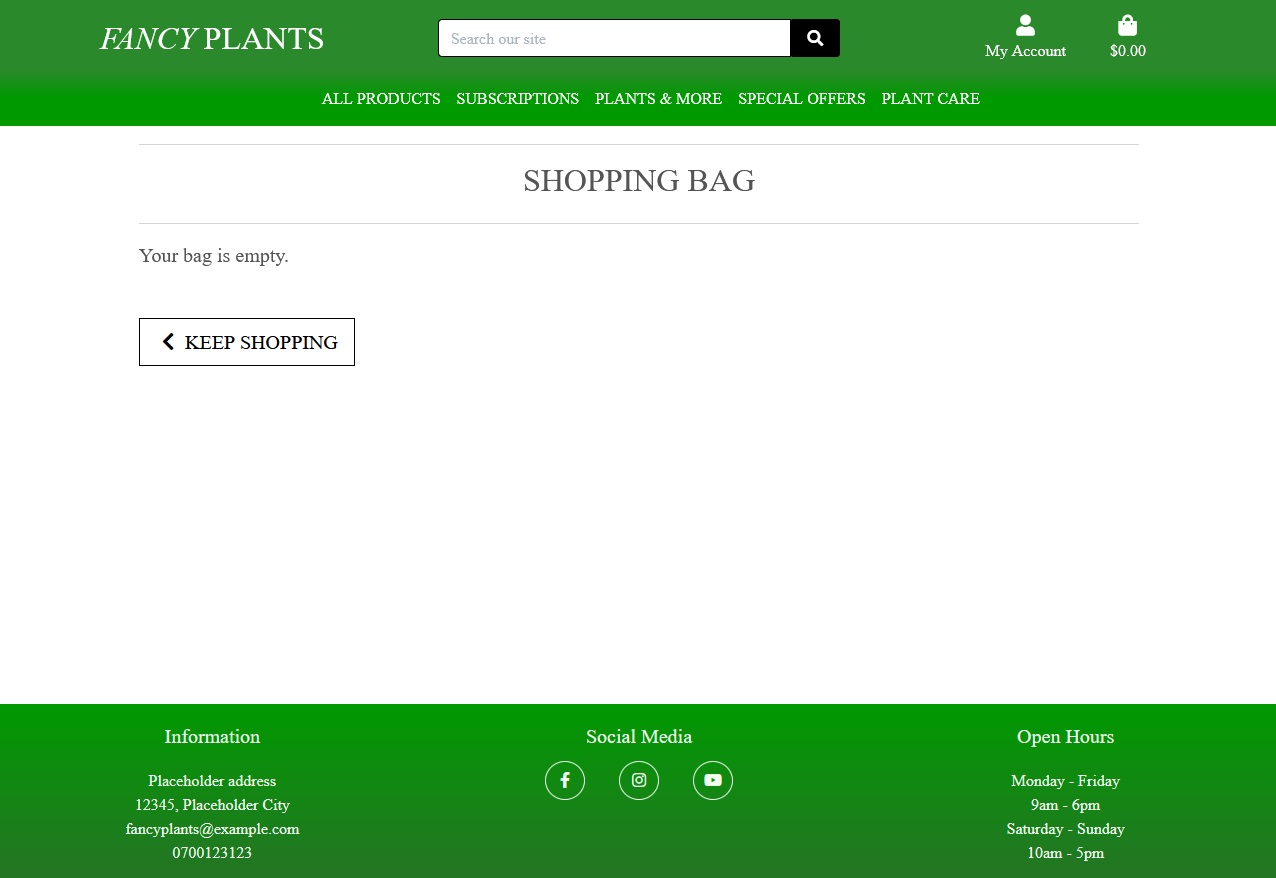 FANCY PLANTS
Search our site
My Account
$0.00
ALL PRODUCTS SUBSCRIPTIONS PLANTS & MORE SPECIAL OFFERS PLANT CARE
SHOPPING BAG
Your bag is empty.
KEEP SHOPPING
Information
Placeholder address
12345, Placeholder City
fancyplants@example.com
0700123123
Social Media
Open Hours
Monday - Friday
9am - 6pm
Saturday - Sunday
10am - 5pm